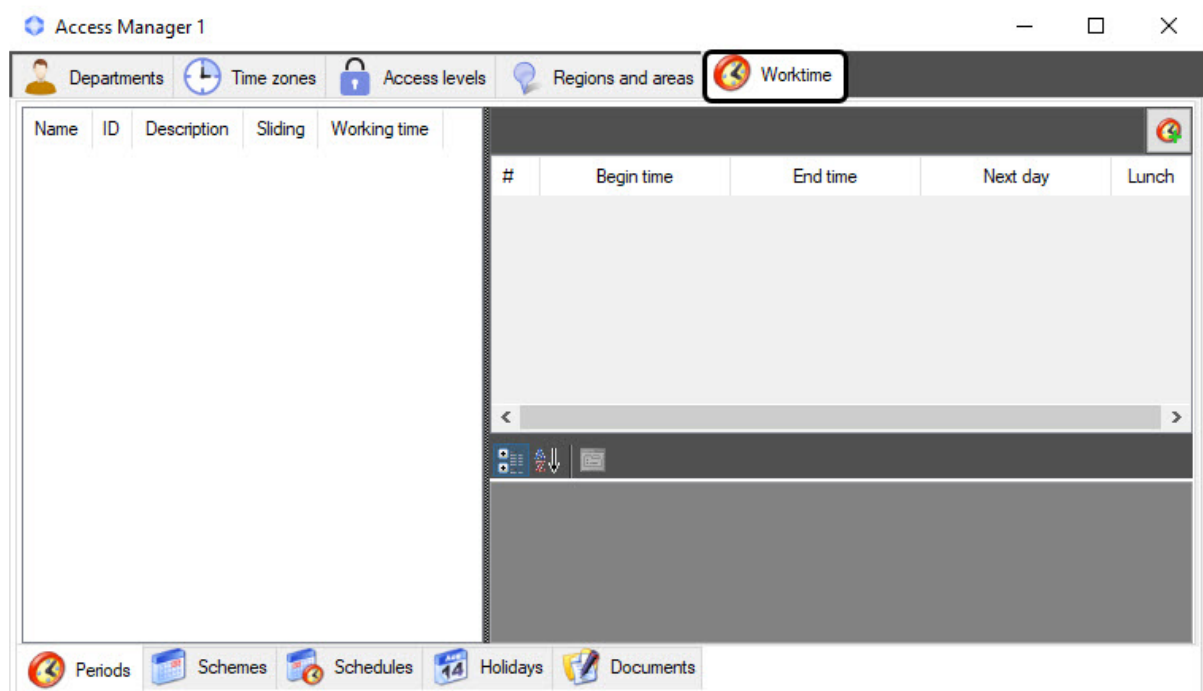 Access Manager 1
Departments Time zones Access levels Regions and areas Worktime
Name ID Description Sliding Working time
# Begin time End time Next day Lunch
Periods Schemes Schedules 14 Holidays Documents